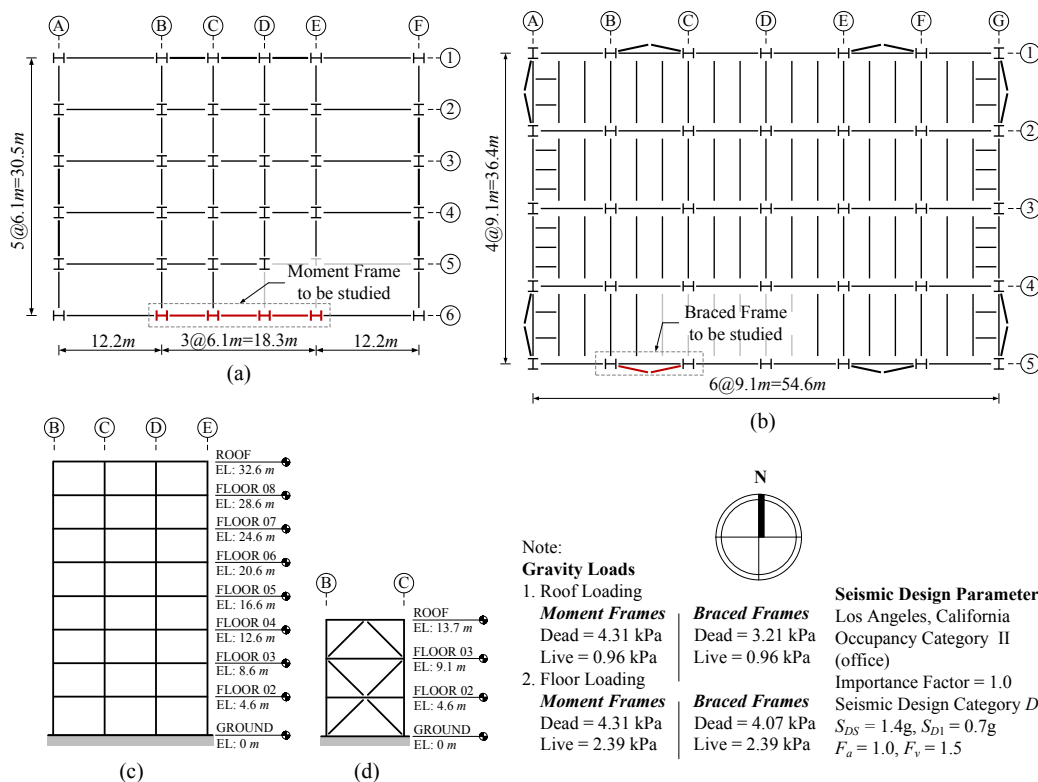 A B C D E F
1
2
3
4
5
6
5@6.1m=30.5m
Moment Frame
to be studied
12.2m 3@6.1m=18.3m 12.2m
(a)
A B C D E F G
1
2
3
4
5
4@9.1m=36.4m
Braced Frame
to be studied
6@9.1m=54.6m
(b)
B C D E
ROOF
EL: 32.6 m
FLOOR 08
EL: 28.6 m
FLOOR 07
EL: 24.6 m
FLOOR 06
EL: 20.6 m
FLOOR 05
EL: 16.6 m
FLOOR 04
EL: 12.6 m
FLOOR 03
EL: 8.6 m
FLOOR 02
EL: 4.6 m
GROUND
EL: 0 m
(c)
B C
ROOF
EL: 13.7 m
FLOOR 03
EL: 9.1 m
FLOOR 02
EL: 4.6 m
GROUND
EL: 0 m
(d)
N
Note:
Gravity Loads
1. Roof Loading
Moment Frames Braced Frames
Dead = 4.31 kPa Dead = 3.21 kPa
Live = 0.96 kPa Live = 0.96 kPa
2. Floor Loading
Moment Frames Braced Frames
Dead = 4.31 kPa Dead = 4.07 kPa
Live = 2.39 kPa Live = 2.39 kPa
Seismic Design Parameter
Los Angeles, California
Occupancy Category II
(office)
Importance Factor = 1.0
Seismic Design Category D
S_DS = 1.4g, S_D1 = 0.7g
F_a = 1.0, F_v = 1.5